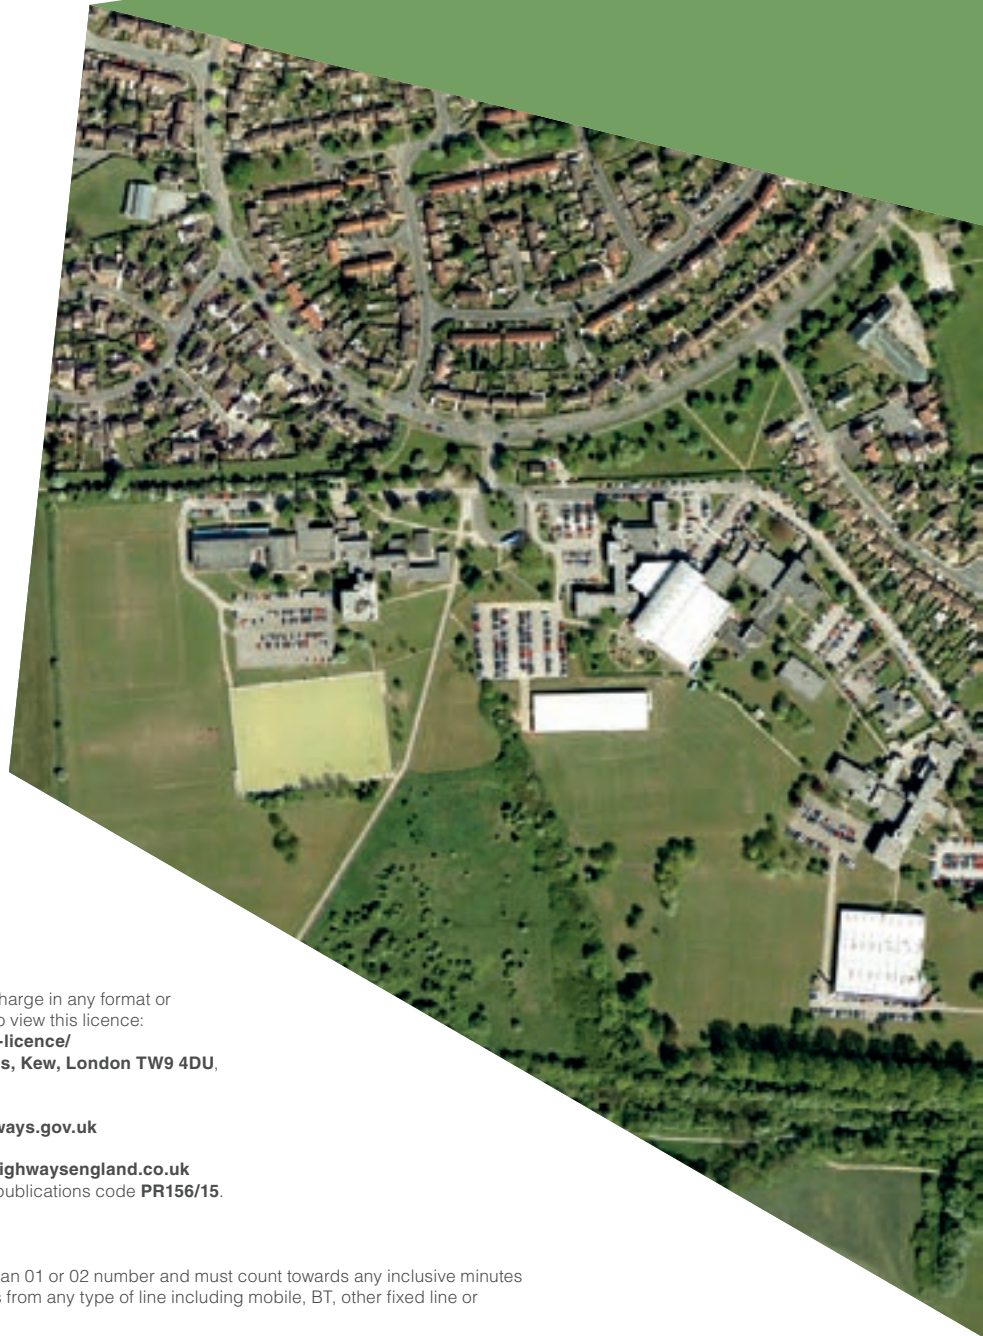 harge in any format or
o view this licence:
-licence/
s, Kew, London TW9 4DU,
ways.gov.uk
ighwaysengland.co.uk
publications code PR156/15.
an 01 or 02 number and must count towards any inclusive minutes
s from any type of line including mobile, BT, other fixed line or